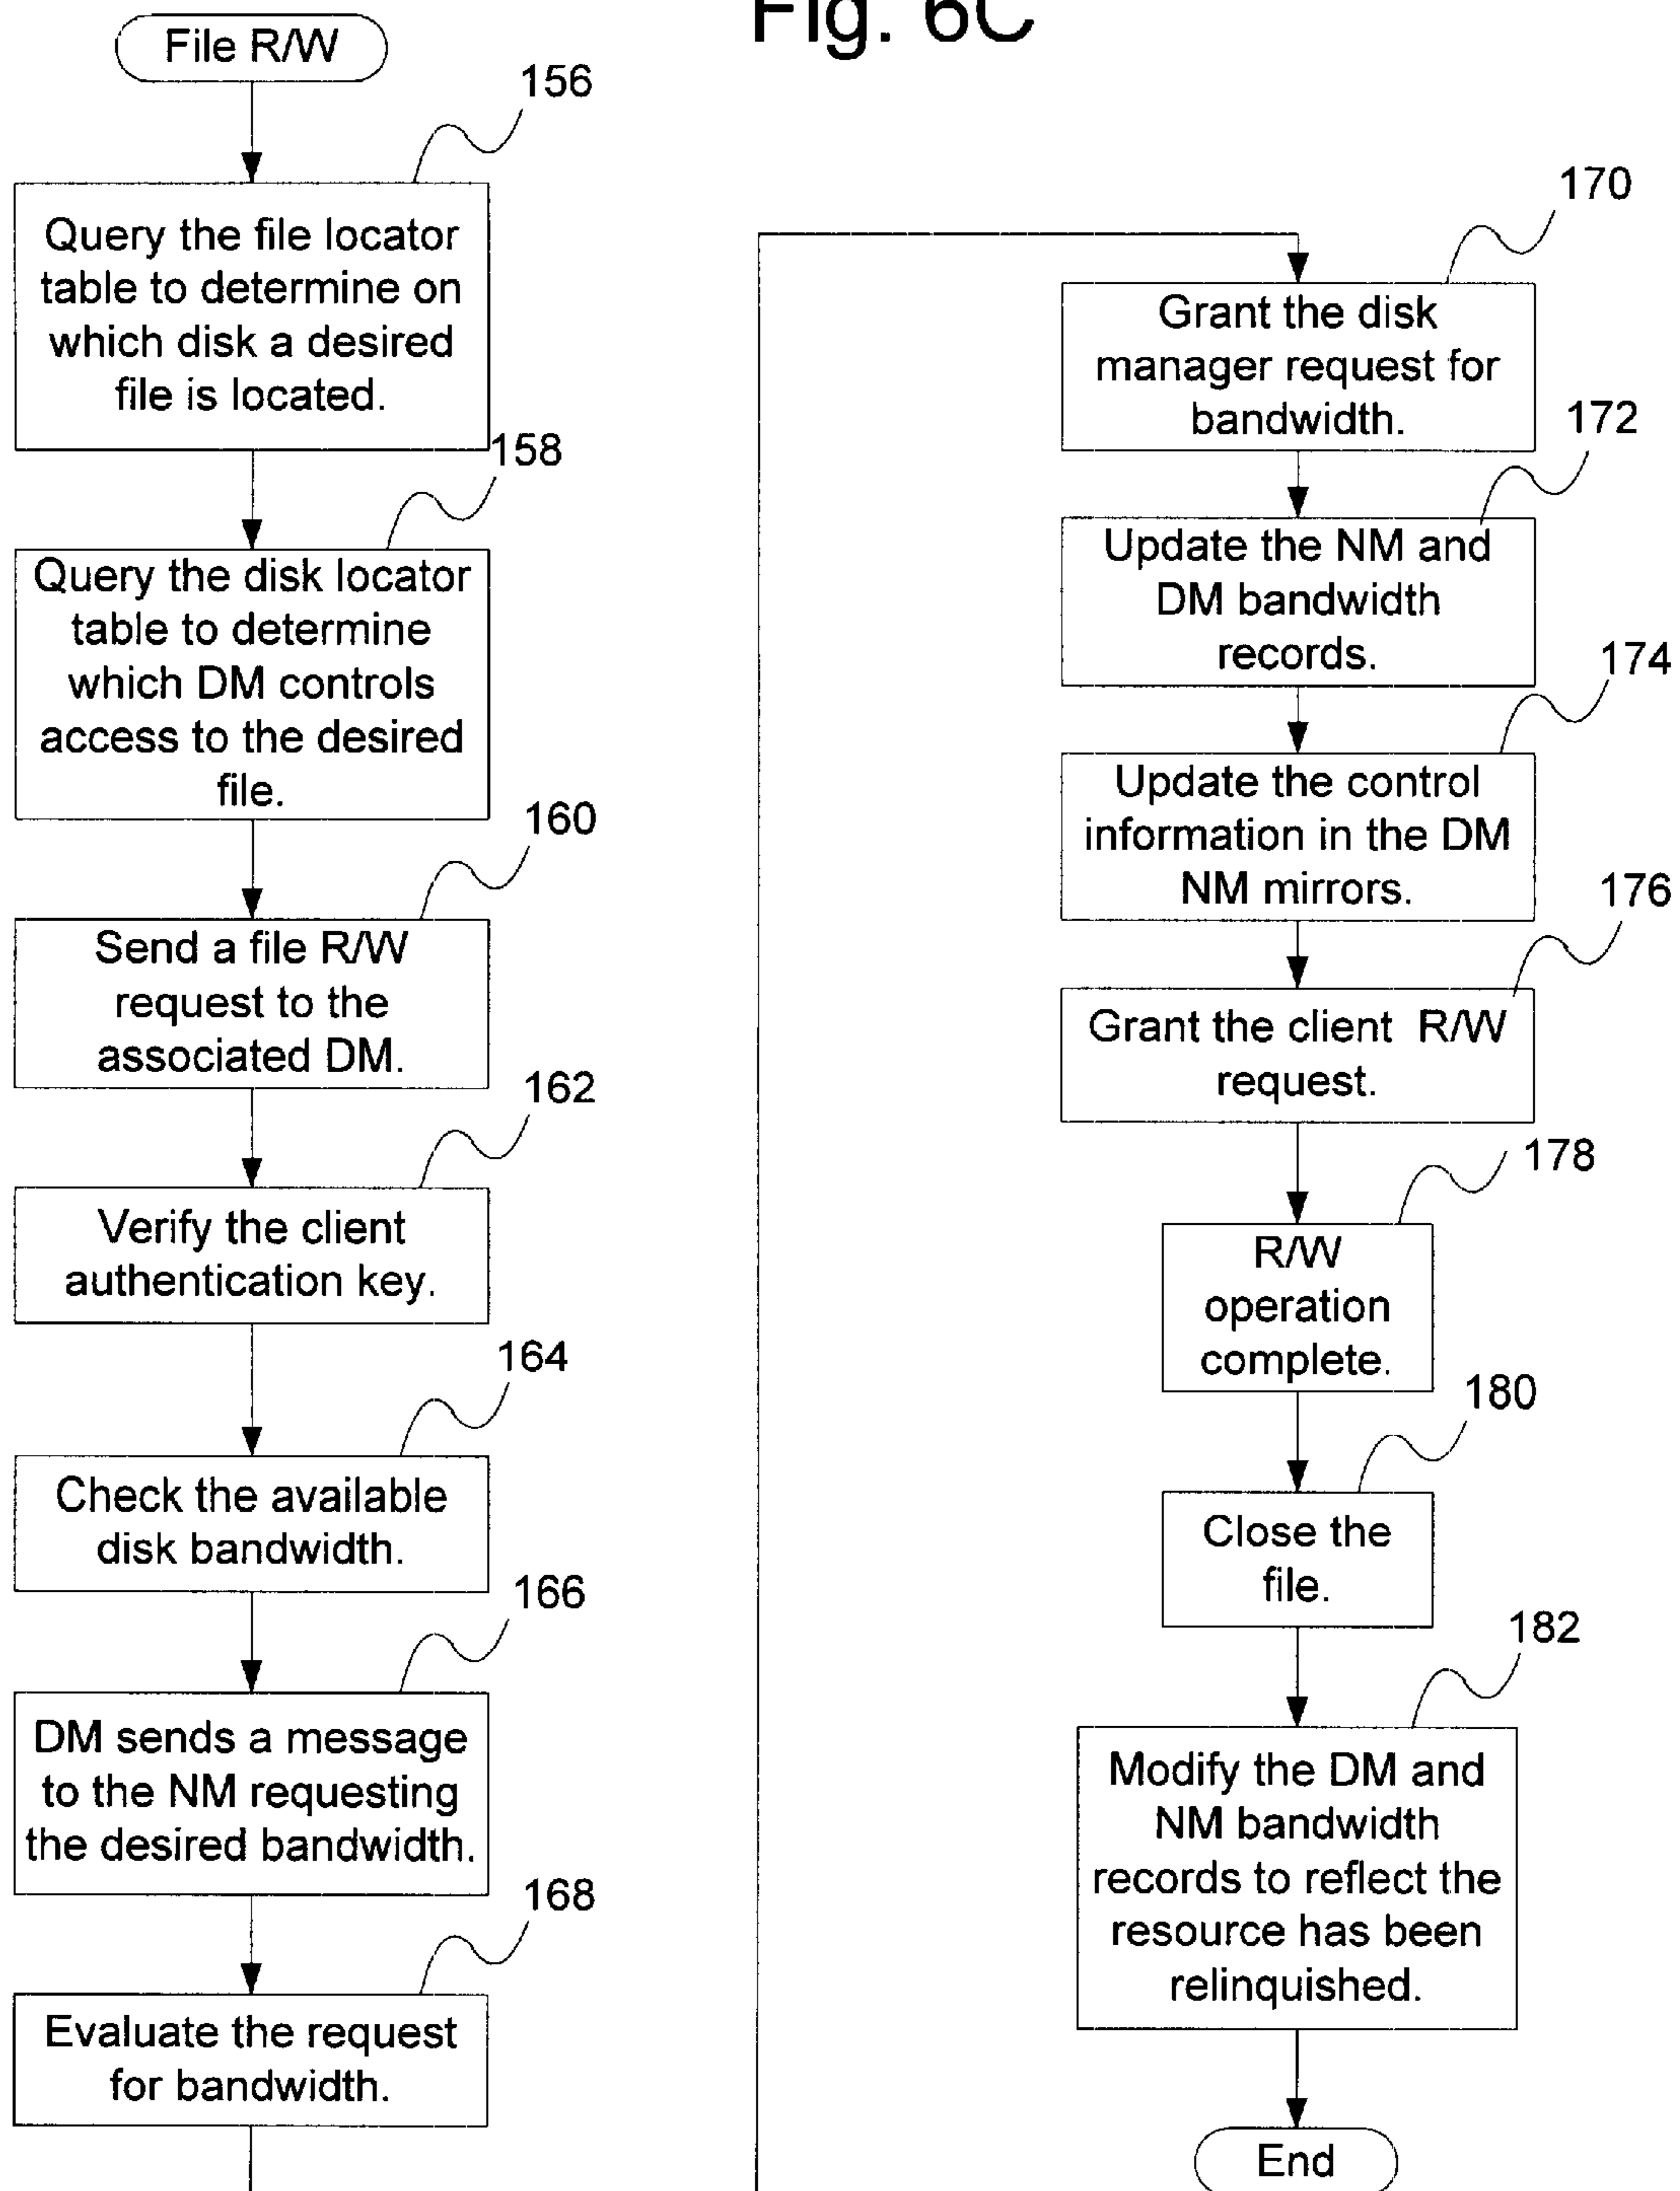 Fig. 6C
File R/W
156
Query the file locator
table to determine on
which disk a desired
file is located.
158
Query the disk locator
table to determine
which DM controls
access to the desired
file.
160
Send a file R/W
request to the
associated DM.
162
Verify the client
authentication key.
164
Check the available
disk bandwidth.
166
DM sends a message
to the NM requesting
the desired bandwidth.
168
Evaluate the request
for bandwidth.
170
Grant the disk
manager request for
bandwidth.
172
Update the NM and
DM bandwidth
records.
174
Update the control
information in the DM
NM mirrors.
176
Grant the client R/W
request.
178
R/W
operation
complete.
180
Close the
file.
182
Modify the DM and
NM bandwidth
records to reflect the
resource has been
relinquished.
End